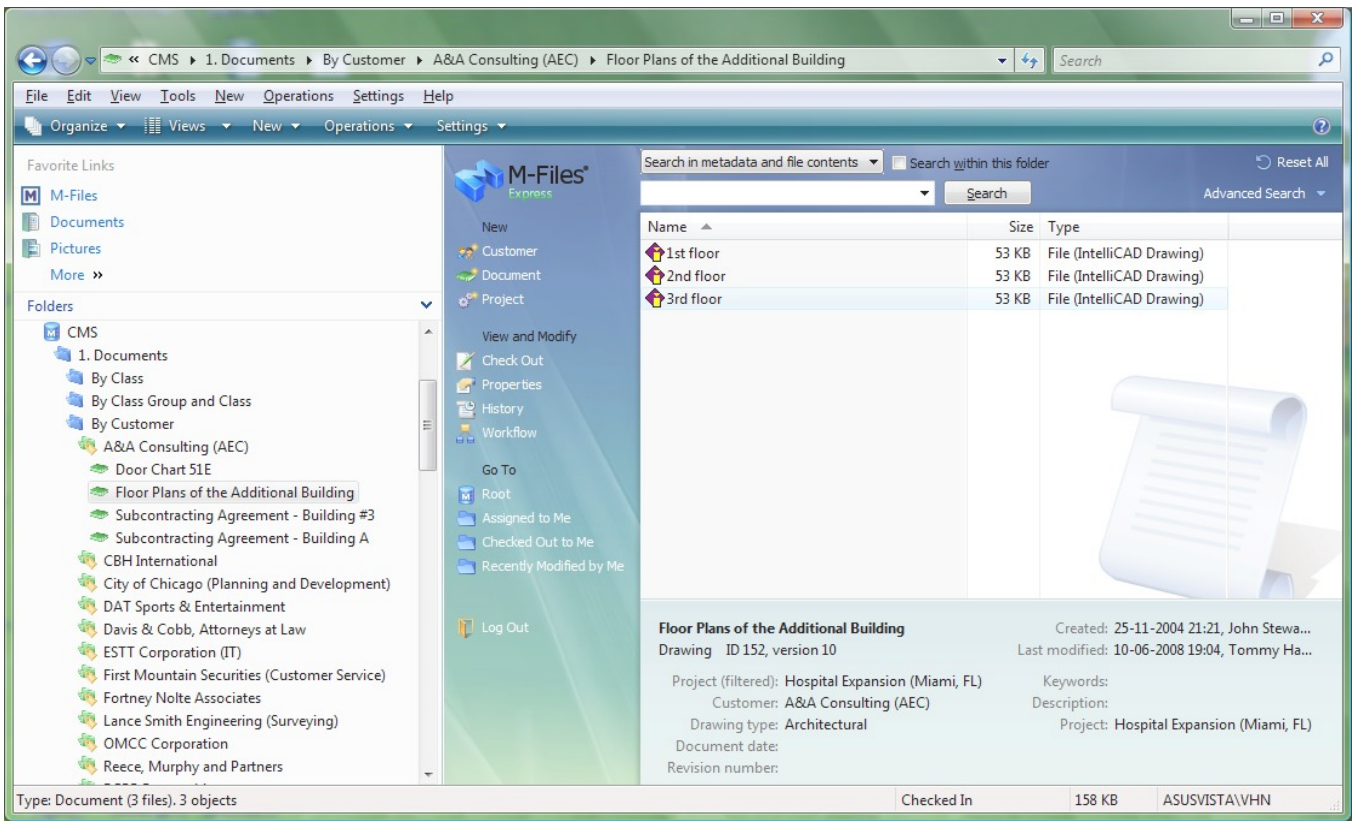 « CMS ▸ 1. Documents ▸ By Customer ▸ A&A Consulting (AEC) ▸ Floor Plans of the Additional Building
Search
File Edit View Tools New Operations Settings Help
Organize Views New Operations Settings
Favorite Links
M-Files
Documents
Pictures
More »
Folders
CMS
1. Documents
By Class
By Class Group and Class
By Customer
A&A Consulting (AEC)
Door Chart 51E
Floor Plans of the Additional Building
Subcontracting Agreement - Building #3
Subcontracting Agreement - Building A
CBH International
City of Chicago (Planning and Development)
DAT Sports & Entertainment
Davis & Cobb, Attorneys at Law
ESTT Corporation (IT)
First Mountain Securities (Customer Service)
Fortney Nolte Associates
Lance Smith Engineering (Surveying)
OMCC Corporation
Reece, Murphy and Partners
M-Files®
Express
New
Customer
Document
Project
View and Modify
Check Out
Properties
History
Workflow
Go To
Root
Assigned to Me
Checked Out to Me
Recently Modified by Me
Log Out
Search in metadata and file contents Search within this folder Reset All
Search Advanced Search
Name Size Type
1st floor 53 KB File (IntelliCAD Drawing)
2nd floor 53 KB File (IntelliCAD Drawing)
3rd floor 53 KB File (IntelliCAD Drawing)
Floor Plans of the Additional Building
Drawing ID 152, version 10
Project (filtered): Hospital Expansion (Miami, FL)
Customer: A&A Consulting (AEC)
Drawing type: Architectural
Document date:
Revision number:
Created: 25-11-2004 21:21, John Stewa...
Last modified: 10-06-2008 19:04, Tommy Ha...
Keywords:
Description:
Project: Hospital Expansion (Miami, FL)
Type: Document (3 files). 3 objects Checked In 158 KB ASUSVISTA\VHN